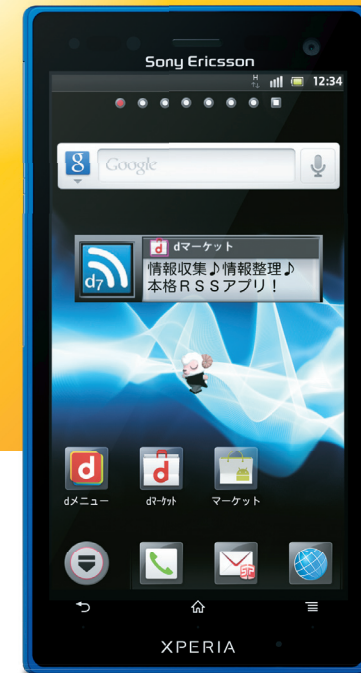 Sony Ericsson
H
12:34
8 Google
d7
d dマーケット
情報収集♪情報整理♪
本格RSSアプリ!
d
d
dメニュー
dマーケット
マーケット
XPERIA